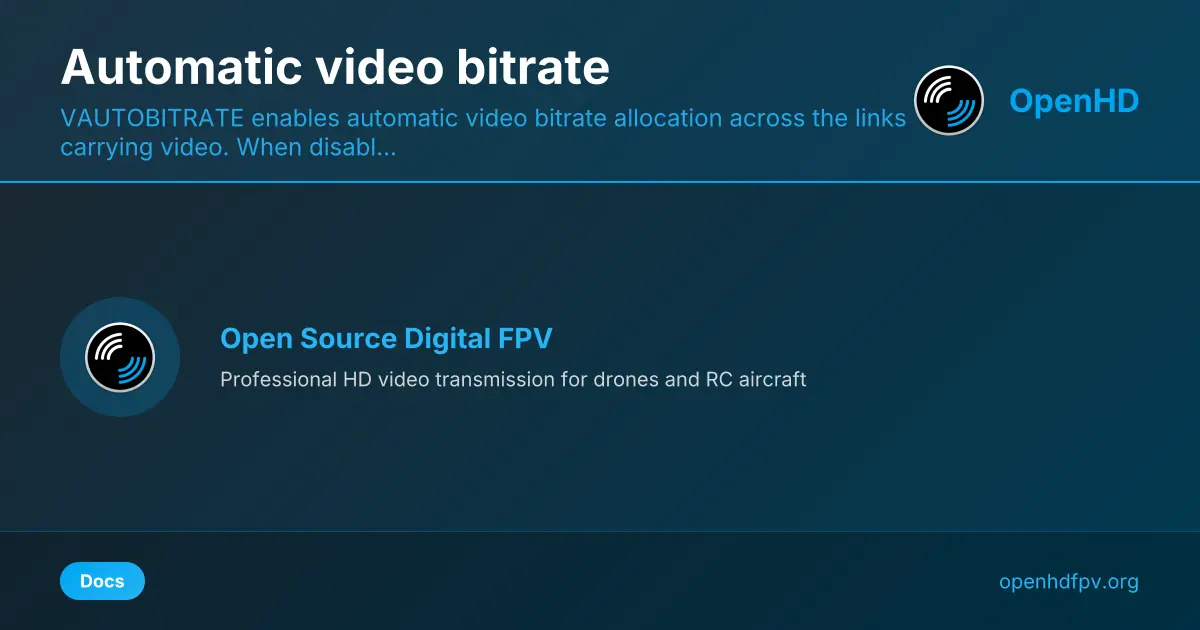 Automatic video bitrate
VAUTOBITRATE enables automatic video bitrate allocation across the links
carrying video. When disabl...
OpenHD
Open Source Digital FPV
Professional HD video transmission for drones and RC aircraft
Docs
openhdfpv.org